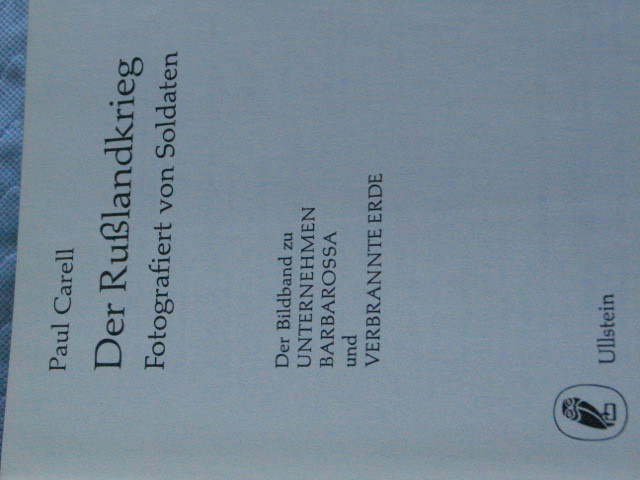 Paul Carell
Der Rußlandkrieg
Fotografiert von Soldaten
Der Bildband zu
UNTERNEHMEN
BARBAROSSA
und
VERBRANNTE ERDE
Ullstein